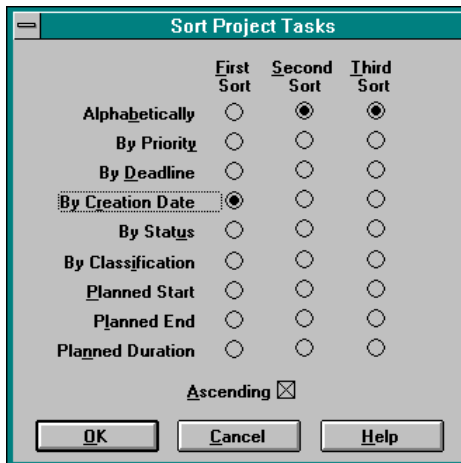 Sort Project Tasks
First Sort Second Sort Third Sort
Alphabetically
By Priority
By Deadline
By Creation Date
By Status
By Classification
Planned Start
Planned End
Planned Duration
Ascending
OK Cancel Help